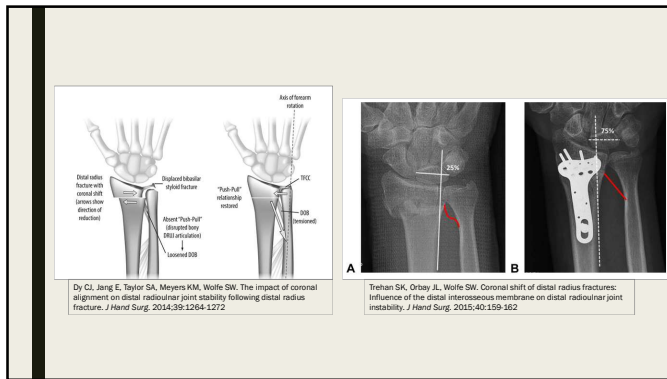 Axis of forearm
rotation
Distal radius
fracture with
coronal shift
(arrows show
direction of
reduction)
Displaced bibasilar
styloid fracture
Absent "Push-Pull"
(disrupted bony
DRUJ articulation)
Loosened DOB
"Push-Pull"
relationship
restored
TFCC
DOB
(tensioned)
Dy CJ, Jang E, Taylor SA, Meyers KM, Wolfe SW. The impact of coronal
alignment on distal radioulnar joint stability following distal radius
fracture. J Hand Surg. 2014;39:1264-1272
25%
A
75%
B
Trehan SK, Orbay JL, Wolfe SW. Coronal shift of distal radius fractures:
Influence of the distal interosseous membrane on distal radioulnar joint
instability. J Hand Surg. 2015;40:159-162